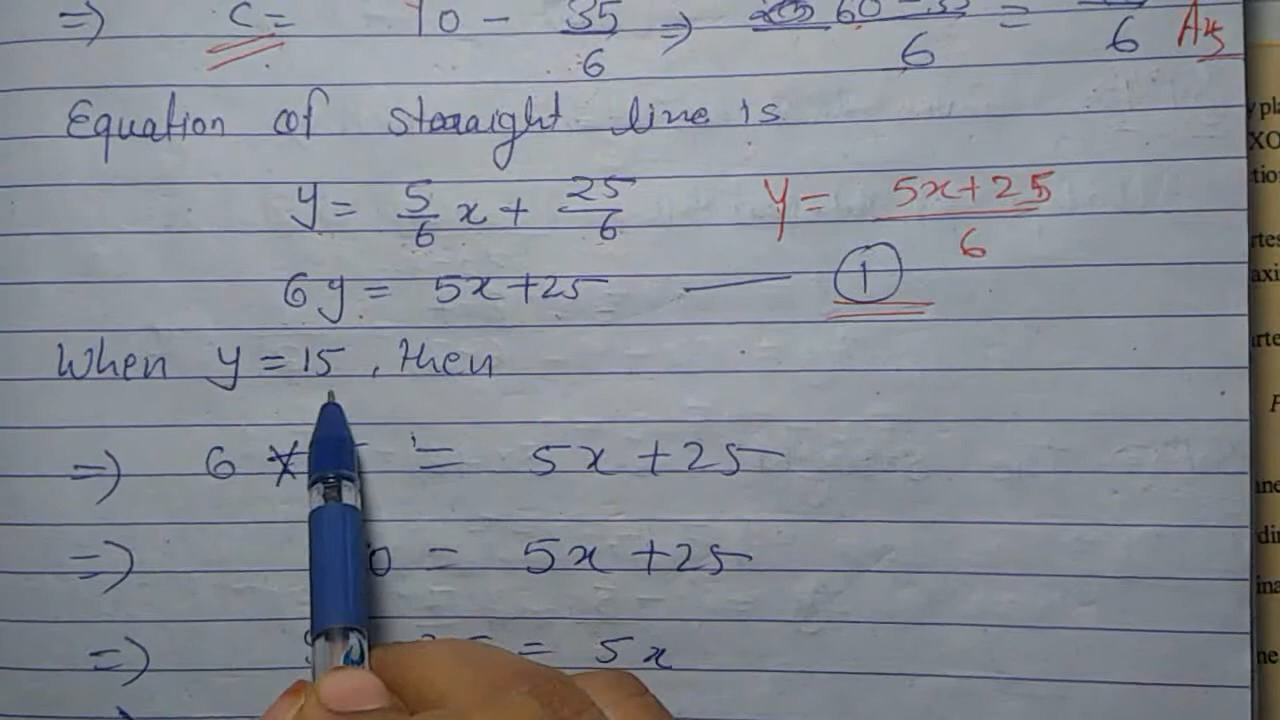 => C = 10 - 35/6 => 60 - 35/6 = /6 Ans
Equation of straight line is
y = 5/6 x + 25/6 y = 5x+25/6
6y = 5x+25 — 1
When y = 15, then
=> 6 × = 5x + 25
=> 0 = 5x + 25
=> = 5x